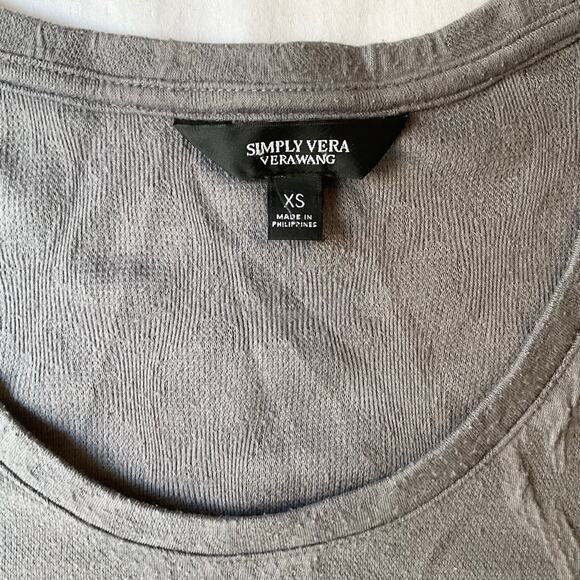 SIMPLY VERA
VERAWANG
XS
MADE IN
PHILIPPINES